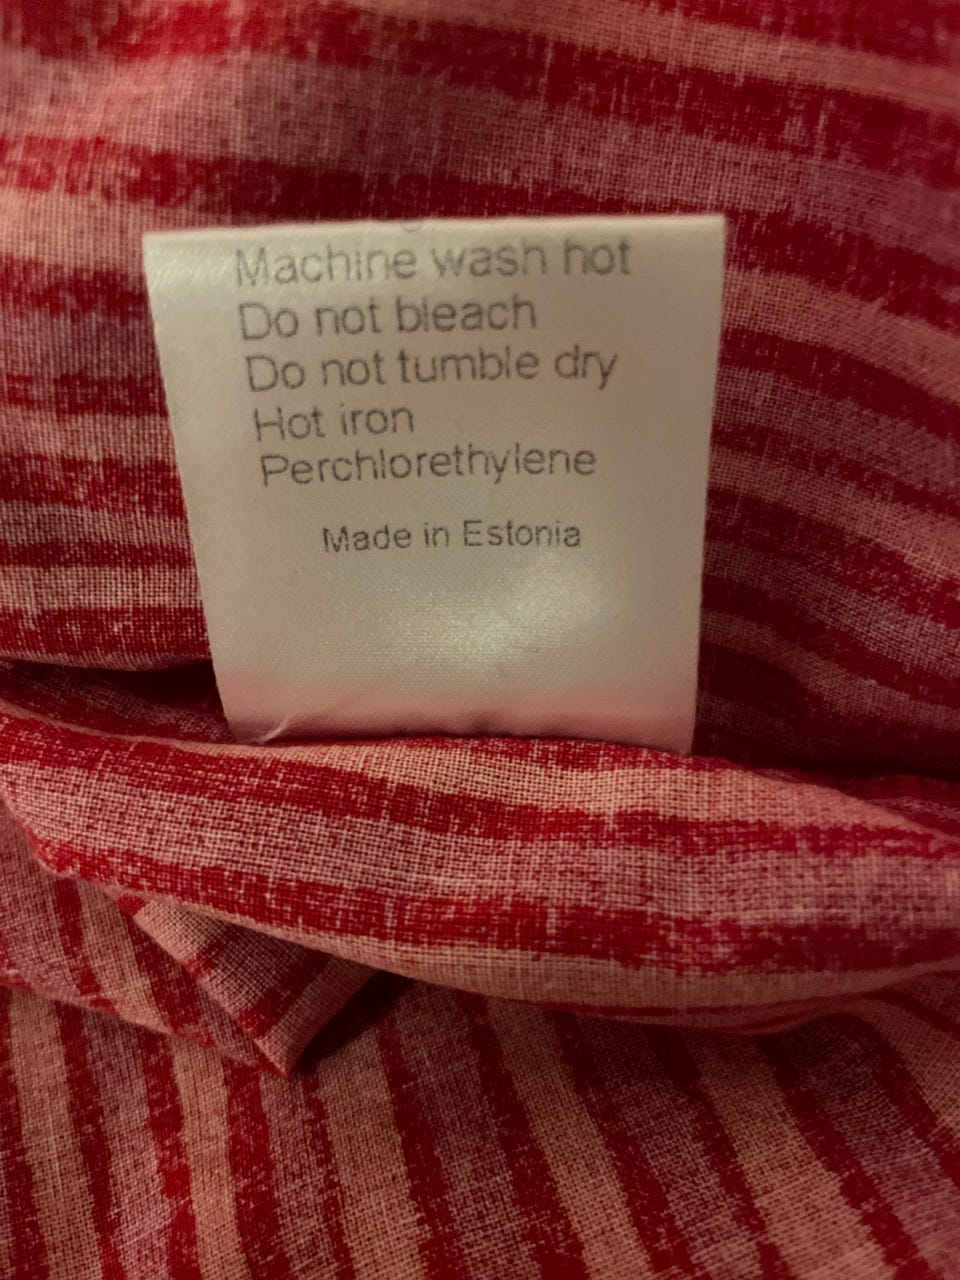 Machine wash hot
Do not bleach
Do not tumble dry
Hot iron
Perchlorethylene
Made in Estonia